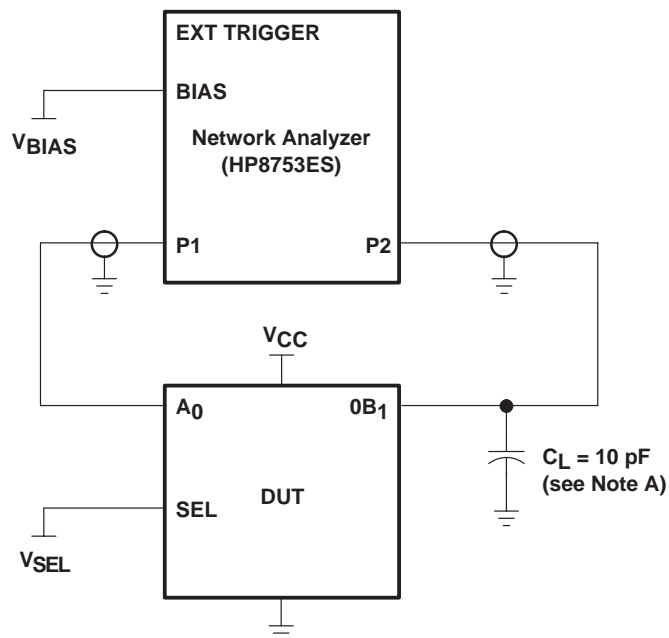 EXT TRIGGER
BIAS
VBIAS
Network Analyzer
(HP8753ES)
P1
P2
VCC
A0
0B1
CL = 10 pF
(see Note A)
SEL
DUT
VSEL